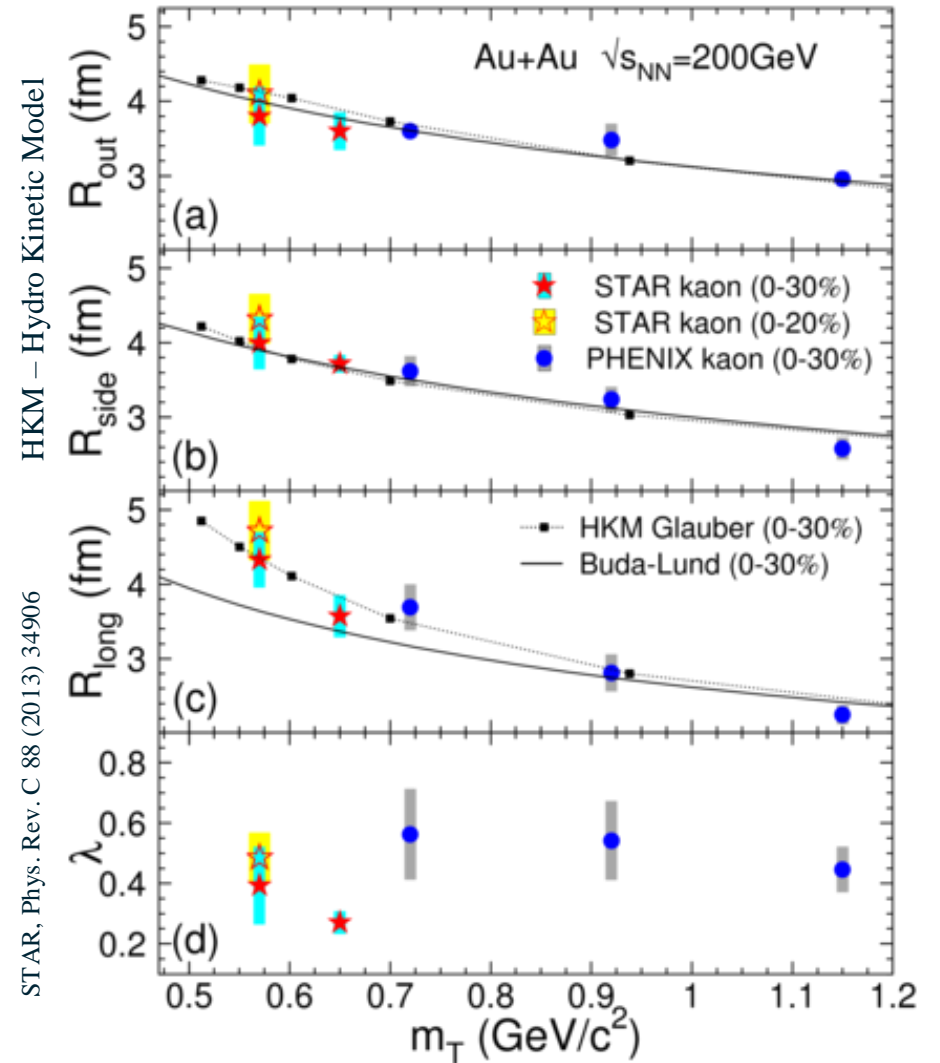 HKM – Hydro Kinetic Model
STAR, Phys. Rev. C 88 (2013) 34906
Au+Au √sNN=200GeV
Rout (fm)
5
4
3
(a)
STAR kaon (0-30%)
STAR kaon (0-20%)
PHENIX kaon (0-30%)
Rside (fm)
5
4
3
(b)
HKM Glauber (0-30%)
Buda-Lund (0-30%)
Rlong (fm)
5
4
3
(c)
λ
0.8
0.6
0.4
0.2
(d)
0.5 0.6 0.7 0.8 0.9 1 1.1 1.2
mT (GeV/c²)